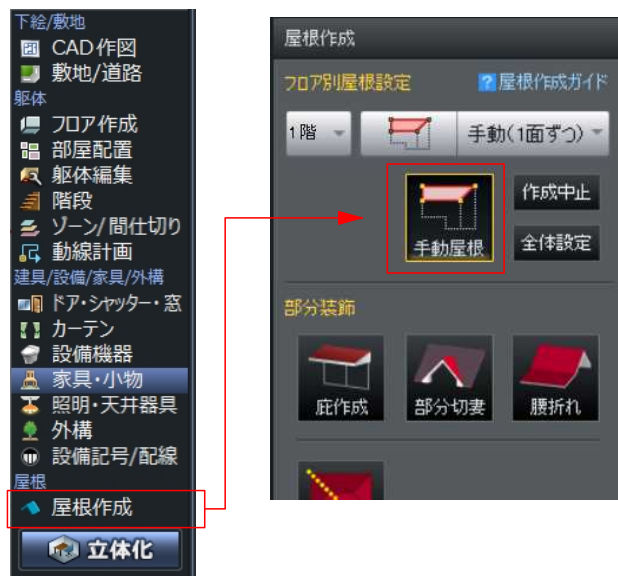 下絵/敷地
CAD作図
敷地/道路
躯体
フロア作成
部屋配置
躯体編集
階段
ゾーン/間仕切り
動線計画
建具/設備/家具/外構
ドア・シャッター・窓
カーテン
設備機器
家具・小物
照明・天井器具
外構
設備記号/配線
屋根
屋根作成
立体化
屋根作成
フロア別屋根設定 ?屋根作成ガイド
1階 手動(1面ずつ)
手動屋根
作成中止
全体設定
部分装飾
庇作成 部分切妻 腰折れ